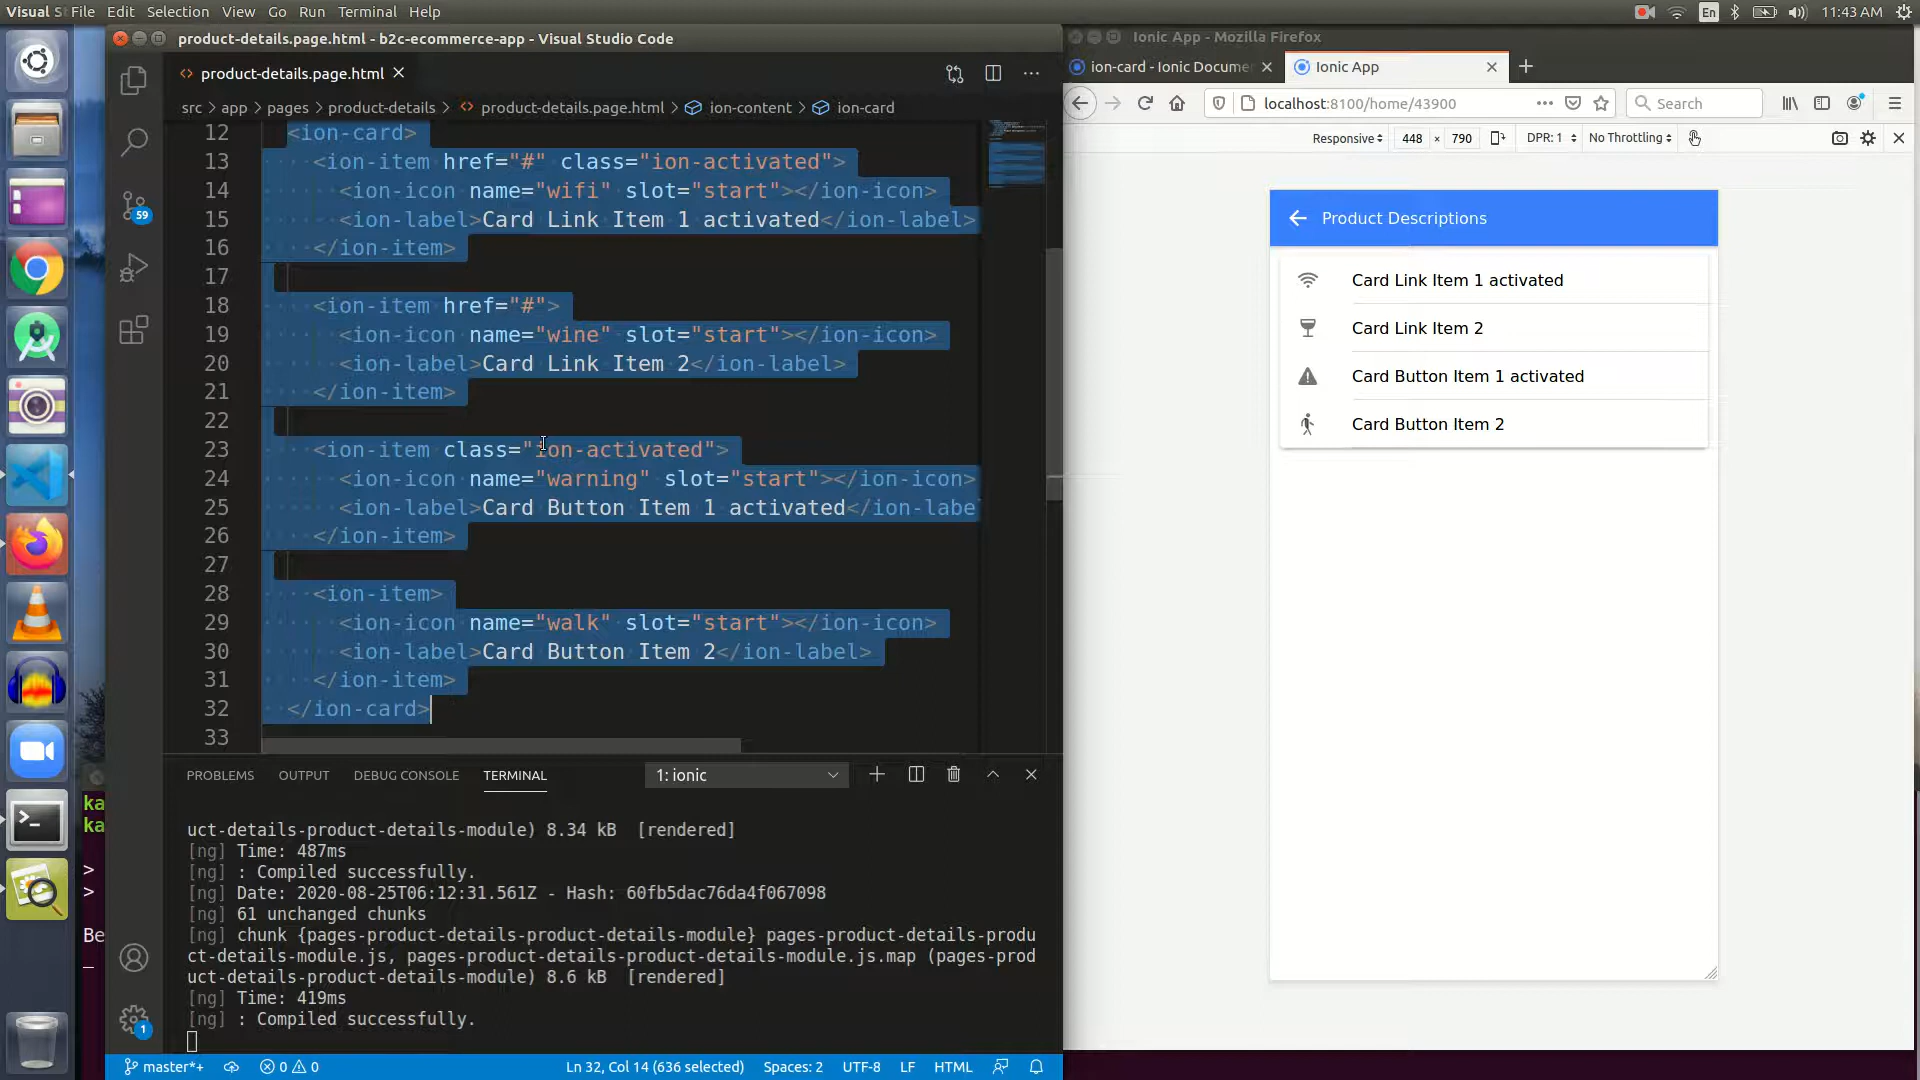 Visual S File Edit Selection View Go Run Terminal Help
En 11:43 AM
product-details.page.html - b2c-ecommerce-app - Visual Studio Code
product-details.page.html
src › app › pages › product-details › product-details.page.html › ion-content › ion-card
12 <ion-card>
13 <ion-item href="#" class="ion-activated">
14 <ion-icon name="wifi" slot="start"></ion-icon>
15 <ion-label>Card Link Item 1 activated</ion-label>
16 </ion-item>
17
18 <ion-item href="#">
19 <ion-icon name="wine" slot="start"></ion-icon>
20 <ion-label>Card Link Item 2</ion-label>
21 </ion-item>
22
23 <ion-item class="ion-activated">
24 <ion-icon name="warning" slot="start"></ion-icon>
25 <ion-label>Card Button Item 1 activated</ion-labe
26 </ion-item>
27
28 <ion-item>
29 <ion-icon name="walk" slot="start"></ion-icon>
30 <ion-label>Card Button Item 2</ion-label>
31 </ion-item>
32 </ion-card>
33
59
1
PROBLEMS OUTPUT DEBUG CONSOLE TERMINAL 1: ionic
uct-details-product-details-module) 8.34 kB [rendered]
[ng] Time: 487ms
[ng] : Compiled successfully.
[ng] Date: 2020-08-25T06:12:31.561Z - Hash: 60fb5dac76da4f067098
[ng] 61 unchanged chunks
[ng] chunk {pages-product-details-product-details-module} pages-product-details-produ
ct-details-module.js, pages-product-details-product-details-module.js.map (pages-prod
uct-details-product-details-module) 8.6 kB [rendered]
[ng] Time: 419ms
[ng] : Compiled successfully.
ka
ka
>
>
Be
master*+ 0 0 Ln 32, Col 14 (636 selected) Spaces: 2 UTF-8 LF HTML
Ionic App - Mozilla Firefox
ion-card - Ionic Docume
Ionic App
localhost:8100/home/43900
Search
Responsive 448 × 790 DPR: 1 No Throttling
Product Descriptions
Card Link Item 1 activated
Card Link Item 2
Card Button Item 1 activated
Card Button Item 2